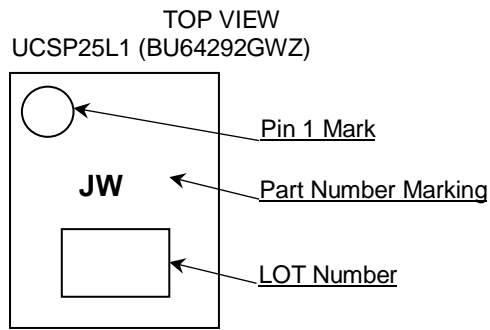 TOP VIEW
UCSP25L1 (BU64292GWZ)
Pin 1 Mark
JW
Part Number Marking
LOT Number